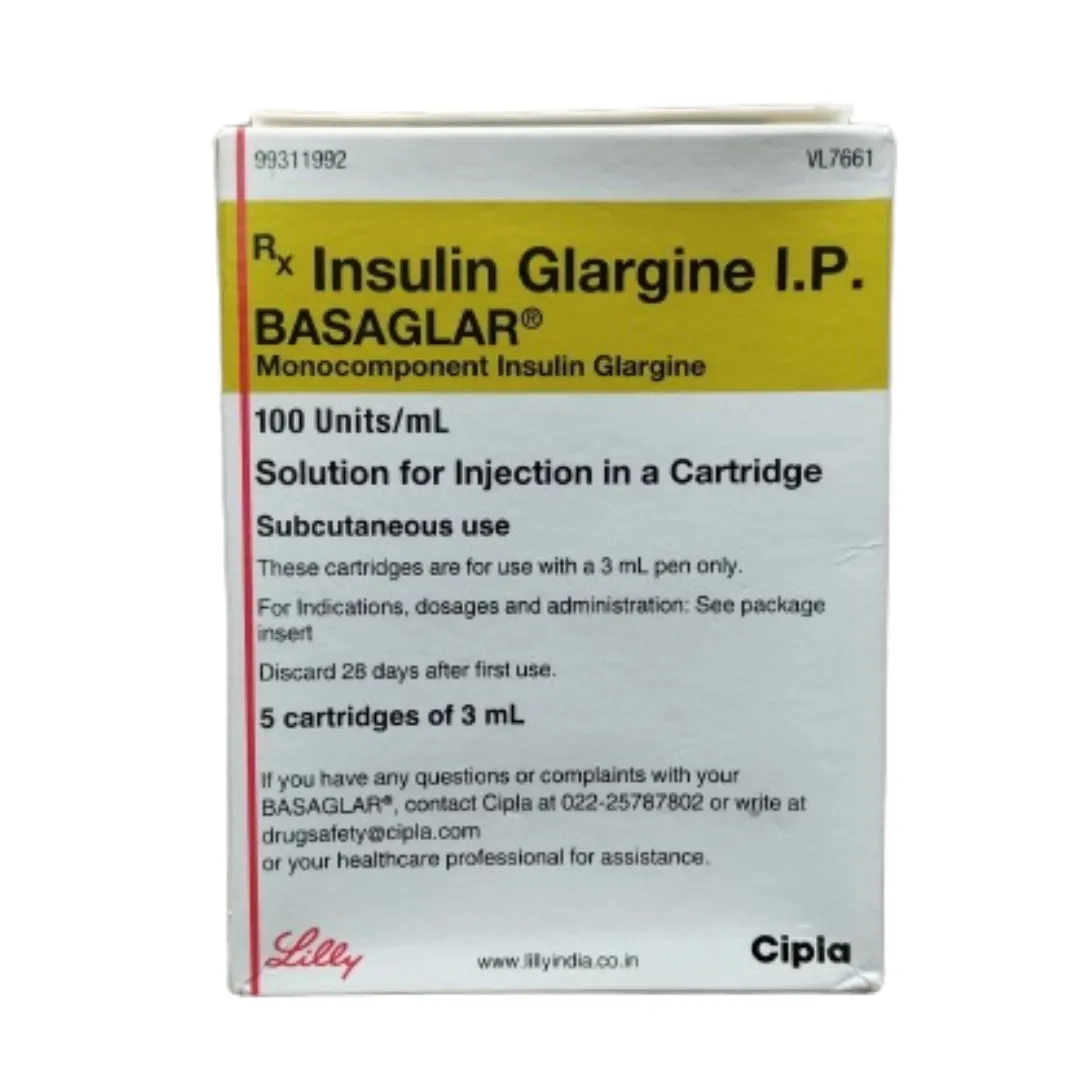 99311992 VL7661
Rx Insulin Glargine I.P.
BASAGLAR®
Monocomponent Insulin Glargine
100 Units/mL
Solution for Injection in a Cartridge
Subcutaneous use
These cartridges are for use with a 3 mL pen only.
For Indications, dosages and administration: See package
insert
Discard 28 days after first use.
5 cartridges of 3 mL
If you have any questions or complaints with your
BASAGLAR®, contact Cipla at 022-25787802 or write at
drugsafety@cipla.com
or your healthcare professional for assistance.
Lilly www.lillyindia.co.in Cipla